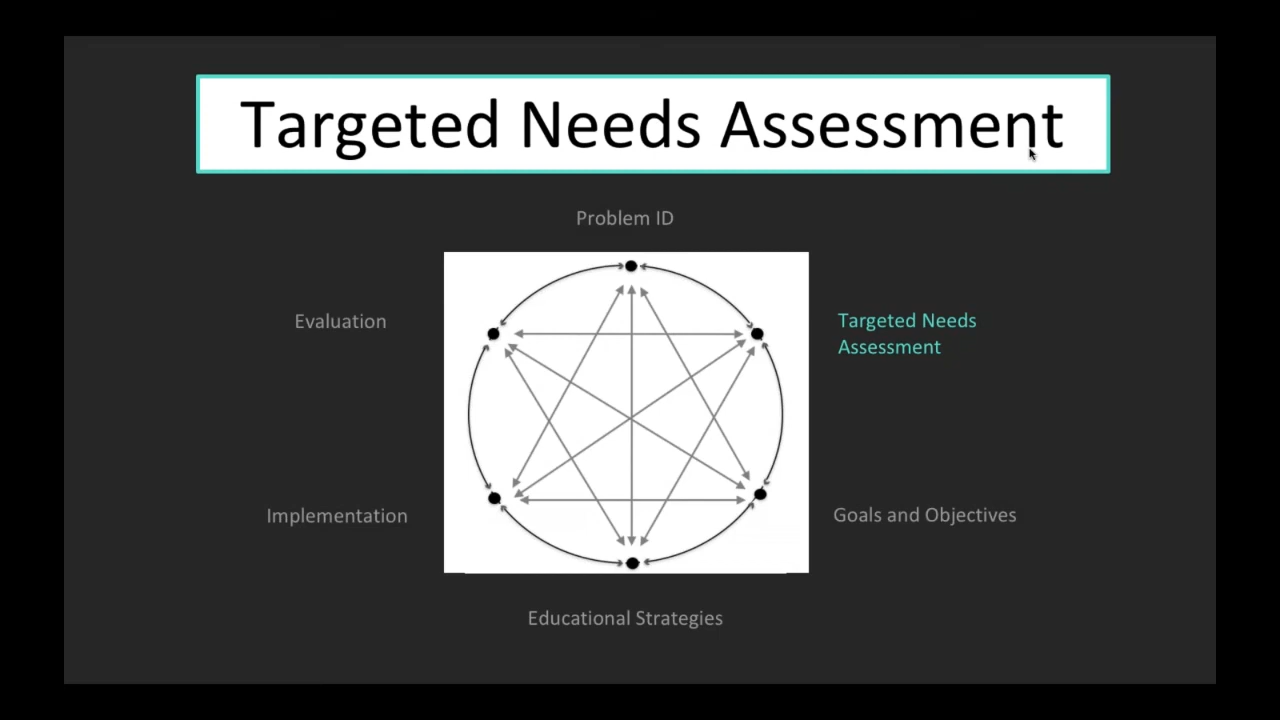 Targeted Needs Assessment
Problem ID
Evaluation
Targeted Needs
Assessment
Implementation
Goals and Objectives
Educational Strategies